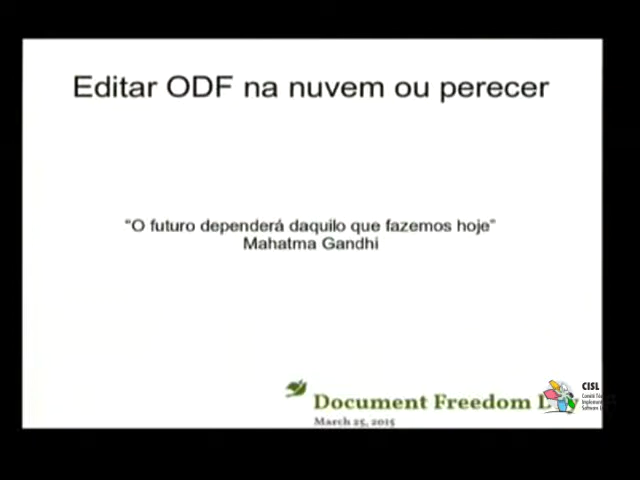 Editar ODF na nuvem ou perecer
"O futuro dependerá daquilo que fazemos hoje"
Mahatma Gandhi
Document Freedom
March 25, 2015
CISL